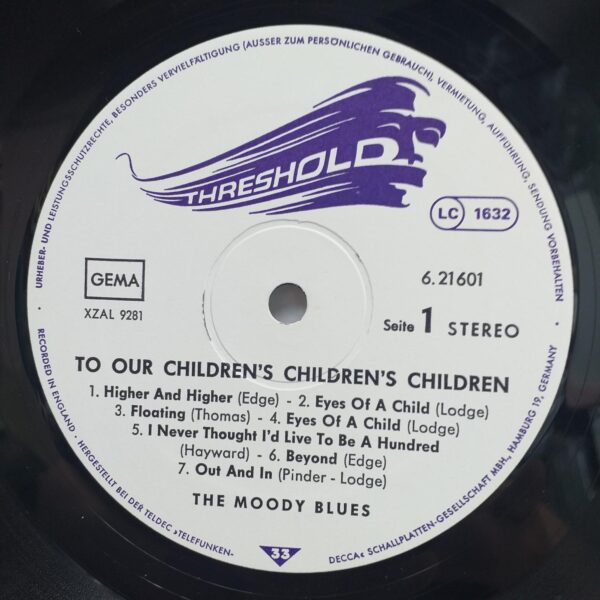 URHEBER- UND LEISTUNGSSCHUTZRECHTE, BESONDERS VERVIELFÄLTIGUNG (AUSSER ZUM PERSÖNLICHEN GEBRAUCH), VERMIETUNG, AUFFÜHRUNG, SENDUNG VORBEHALTEN
THRESHOLD
LC 1632
GEMA
6.21601
XZAL 9281
Seite 1 STEREO
TO OUR CHILDREN'S CHILDREN'S CHILDREN
1. Higher And Higher (Edge) - 2. Eyes Of A Child (Lodge)
3. Floating (Thomas) - 4. Eyes Of A Child (Lodge)
5. I Never Thought I'd Live To Be A Hundred
(Hayward) - 6. Beyond (Edge)
7. Out And In (Pinder - Lodge)
THE MOODY BLUES
33
RECORDED IN ENGLAND · HERGESTELLT BEI DER TELDEC »TELEFUNKEN-
DECCA« SCHALLPLATTEN-GESELLSCHAFT MBH., HAMBURG 19, GERMANY